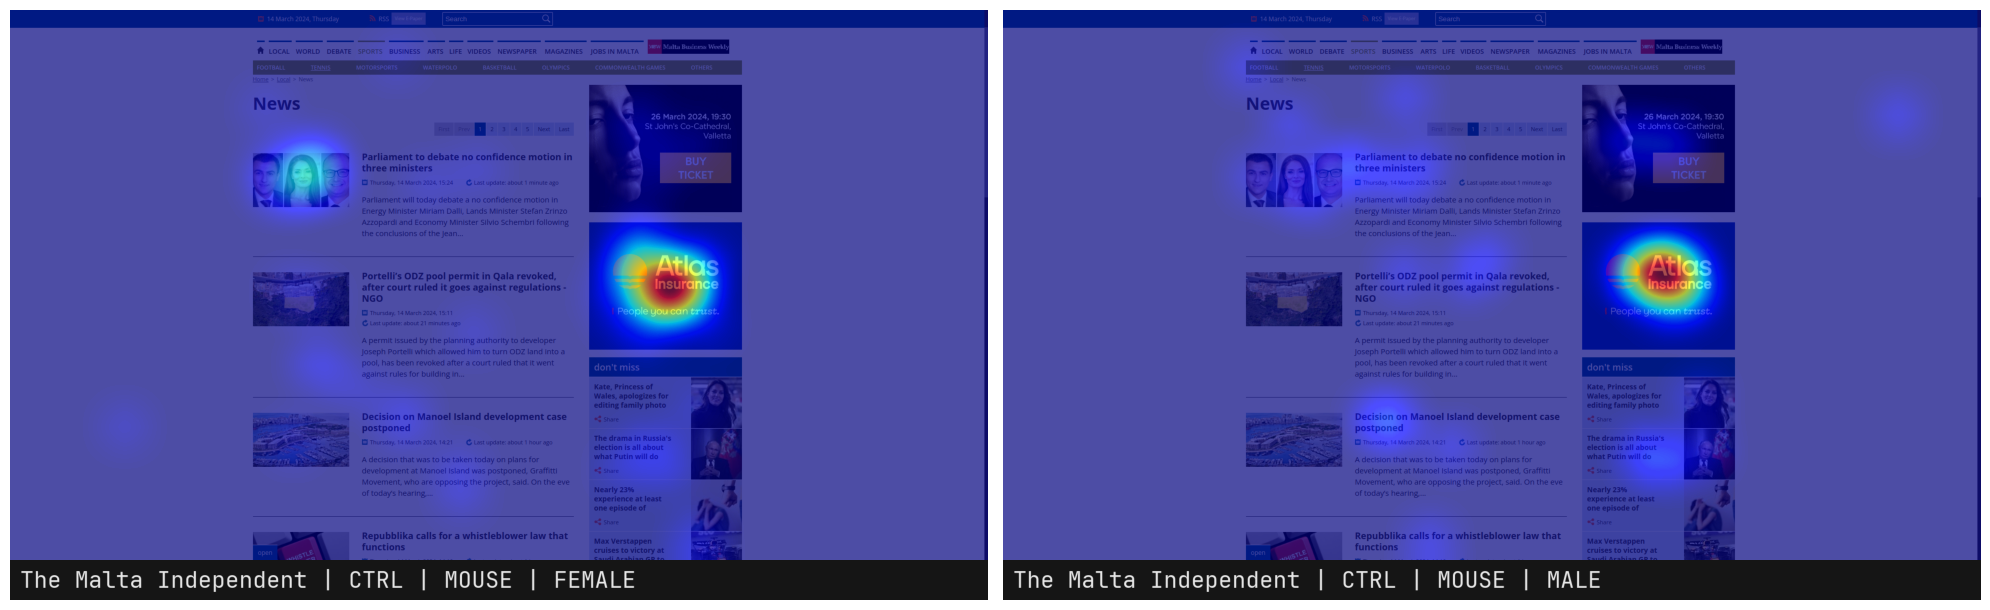 14 March 2024, Thursday RSS Search
LOCAL WORLD DEBATE SPORTS BUSINESS ARTS LIFE VIDEOS NEWSPAPER MAGAZINES JOBS IN MALTA Malta Business Weekly
FOOTBALL TENNIS MOTORSPORTS WATERPOLO BASKETBALL OLYMPICS COMMONWEALTH GAMES OTHERS
Home > Local > News
News
First Prev 1 2 3 4 5 Next Last
Parliament to debate no confidence motion in
three ministers
Thursday, 14 March 2024, 15:24 Last update: about 1 minute ago
Parliament will today debate a no confidence motion in
Energy Minister Miriam Dalli, Lands Minister Stefan Zrinzo
Azzopardi and Economy Minister Silvio Schembri following
the conclusions of the Jean...
Portelli's ODZ pool permit in Qala revoked,
after court ruled it goes against regulations -
NGO
Thursday, 14 March 2024, 15:11
Last update: about 21 minutes ago
A permit issued by the planning authority to developer
Joseph Portelli which allowed him to turn ODZ land into a
pool, has been revoked after a court ruled that it went
against rules for building in...
Decision on Manoel Island development case
postponed
Thursday, 14 March 2024, 14:21 Last update: about 1 hour ago
A decision that was to be taken today on plans for
development at Manoel Island was postponed, Graffitti
Movement, who are opposing the project, said. On the eve
of today's hearing,...
open
WHISTLE
Repubblika calls for a whistleblower law that
functions
26 March 2024, 19:30
St John's Co-Cathedral,
Valletta
BUY
TICKET
Atlas
Insurance
People you can trust.
don't miss
Kate, Princess of
Wales, apologizes for
editing family photo
Share
The drama in Russia's
election is all about
what Putin will do
Share
Nearly 23%
experience at least
one episode of
Share
Max Verstappen
cruises to victory at
Saudi Arabian GP to
The Malta Independent | CTRL | MOUSE | FEMALE
14 March 2024, Thursday RSS Search
LOCAL WORLD DEBATE SPORTS BUSINESS ARTS LIFE VIDEOS NEWSPAPER MAGAZINES JOBS IN MALTA Malta Business Weekly
FOOTBALL TENNIS MOTORSPORTS WATERPOLO BASKETBALL OLYMPICS COMMONWEALTH GAMES OTHERS
Home > Local > News
News
First Prev 1 2 3 4 5 Next Last
Parliament to debate no confidence motion in
three ministers
Thursday, 14 March 2024, 15:24 Last update: about 1 minute ago
Parliament will today debate a no confidence motion in
Energy Minister Miriam Dalli, Lands Minister Stefan Zrinzo
Azzopardi and Economy Minister Silvio Schembri following
the conclusions of the Jean...
Portelli's ODZ pool permit in Qala revoked,
after court ruled it goes against regulations -
NGO
Thursday, 14 March 2024, 15:11
Last update: about 21 minutes ago
A permit issued by the planning authority to developer
Joseph Portelli which allowed him to turn ODZ land into a
pool, has been revoked after a court ruled that it went
against rules for building in...
Decision on Manoel Island development case
postponed
Thursday, 14 March 2024, 14:21 Last update: about 1 hour ago
A decision that was to be taken today on plans for
development at Manoel Island was postponed, Graffitti
Movement, who are opposing the project, said. On the eve
of today's hearing,...
open
WHISTLE
Repubblika calls for a whistleblower law that
functions
26 March 2024, 19:30
St John's Co-Cathedral,
Valletta
BUY
TICKET
Atlas
Insurance
People you can trust.
don't miss
Kate, Princess of
Wales, apologizes for
editing family photo
Share
The drama in Russia's
election is all about
what Putin will do
Share
Nearly 23%
experience at least
one episode of
Share
Max Verstappen
cruises to victory at
Saudi Arabian GP to
The Malta Independent | CTRL | MOUSE | MALE